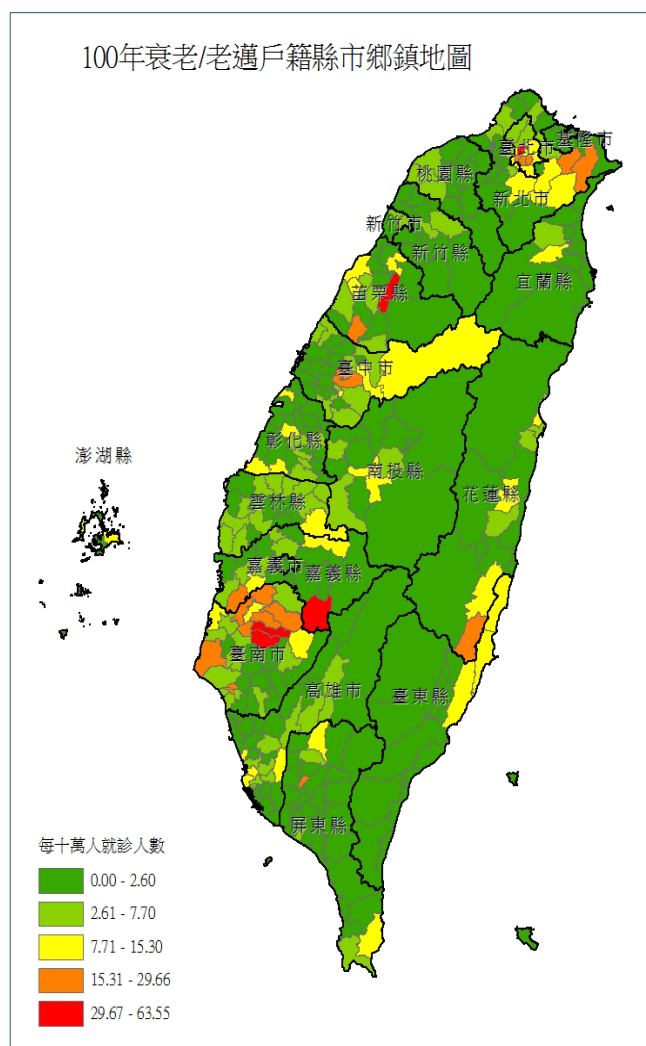 100年衰老/老邁戶籍縣市鄉鎮地圖
基隆市
臺北市
桃園縣
新北市
新竹市
新竹縣
宜蘭縣
苗栗縣
臺中市
彰化縣
澎湖縣
南投縣
花蓮縣
雲林縣
嘉義市
嘉義縣
臺南市
高雄市
臺東縣
屏東縣
每十萬人就診人數
0.00 - 2.60
2.61 - 7.70
7.71 - 15.30
15.31 - 29.66
29.67 - 63.55